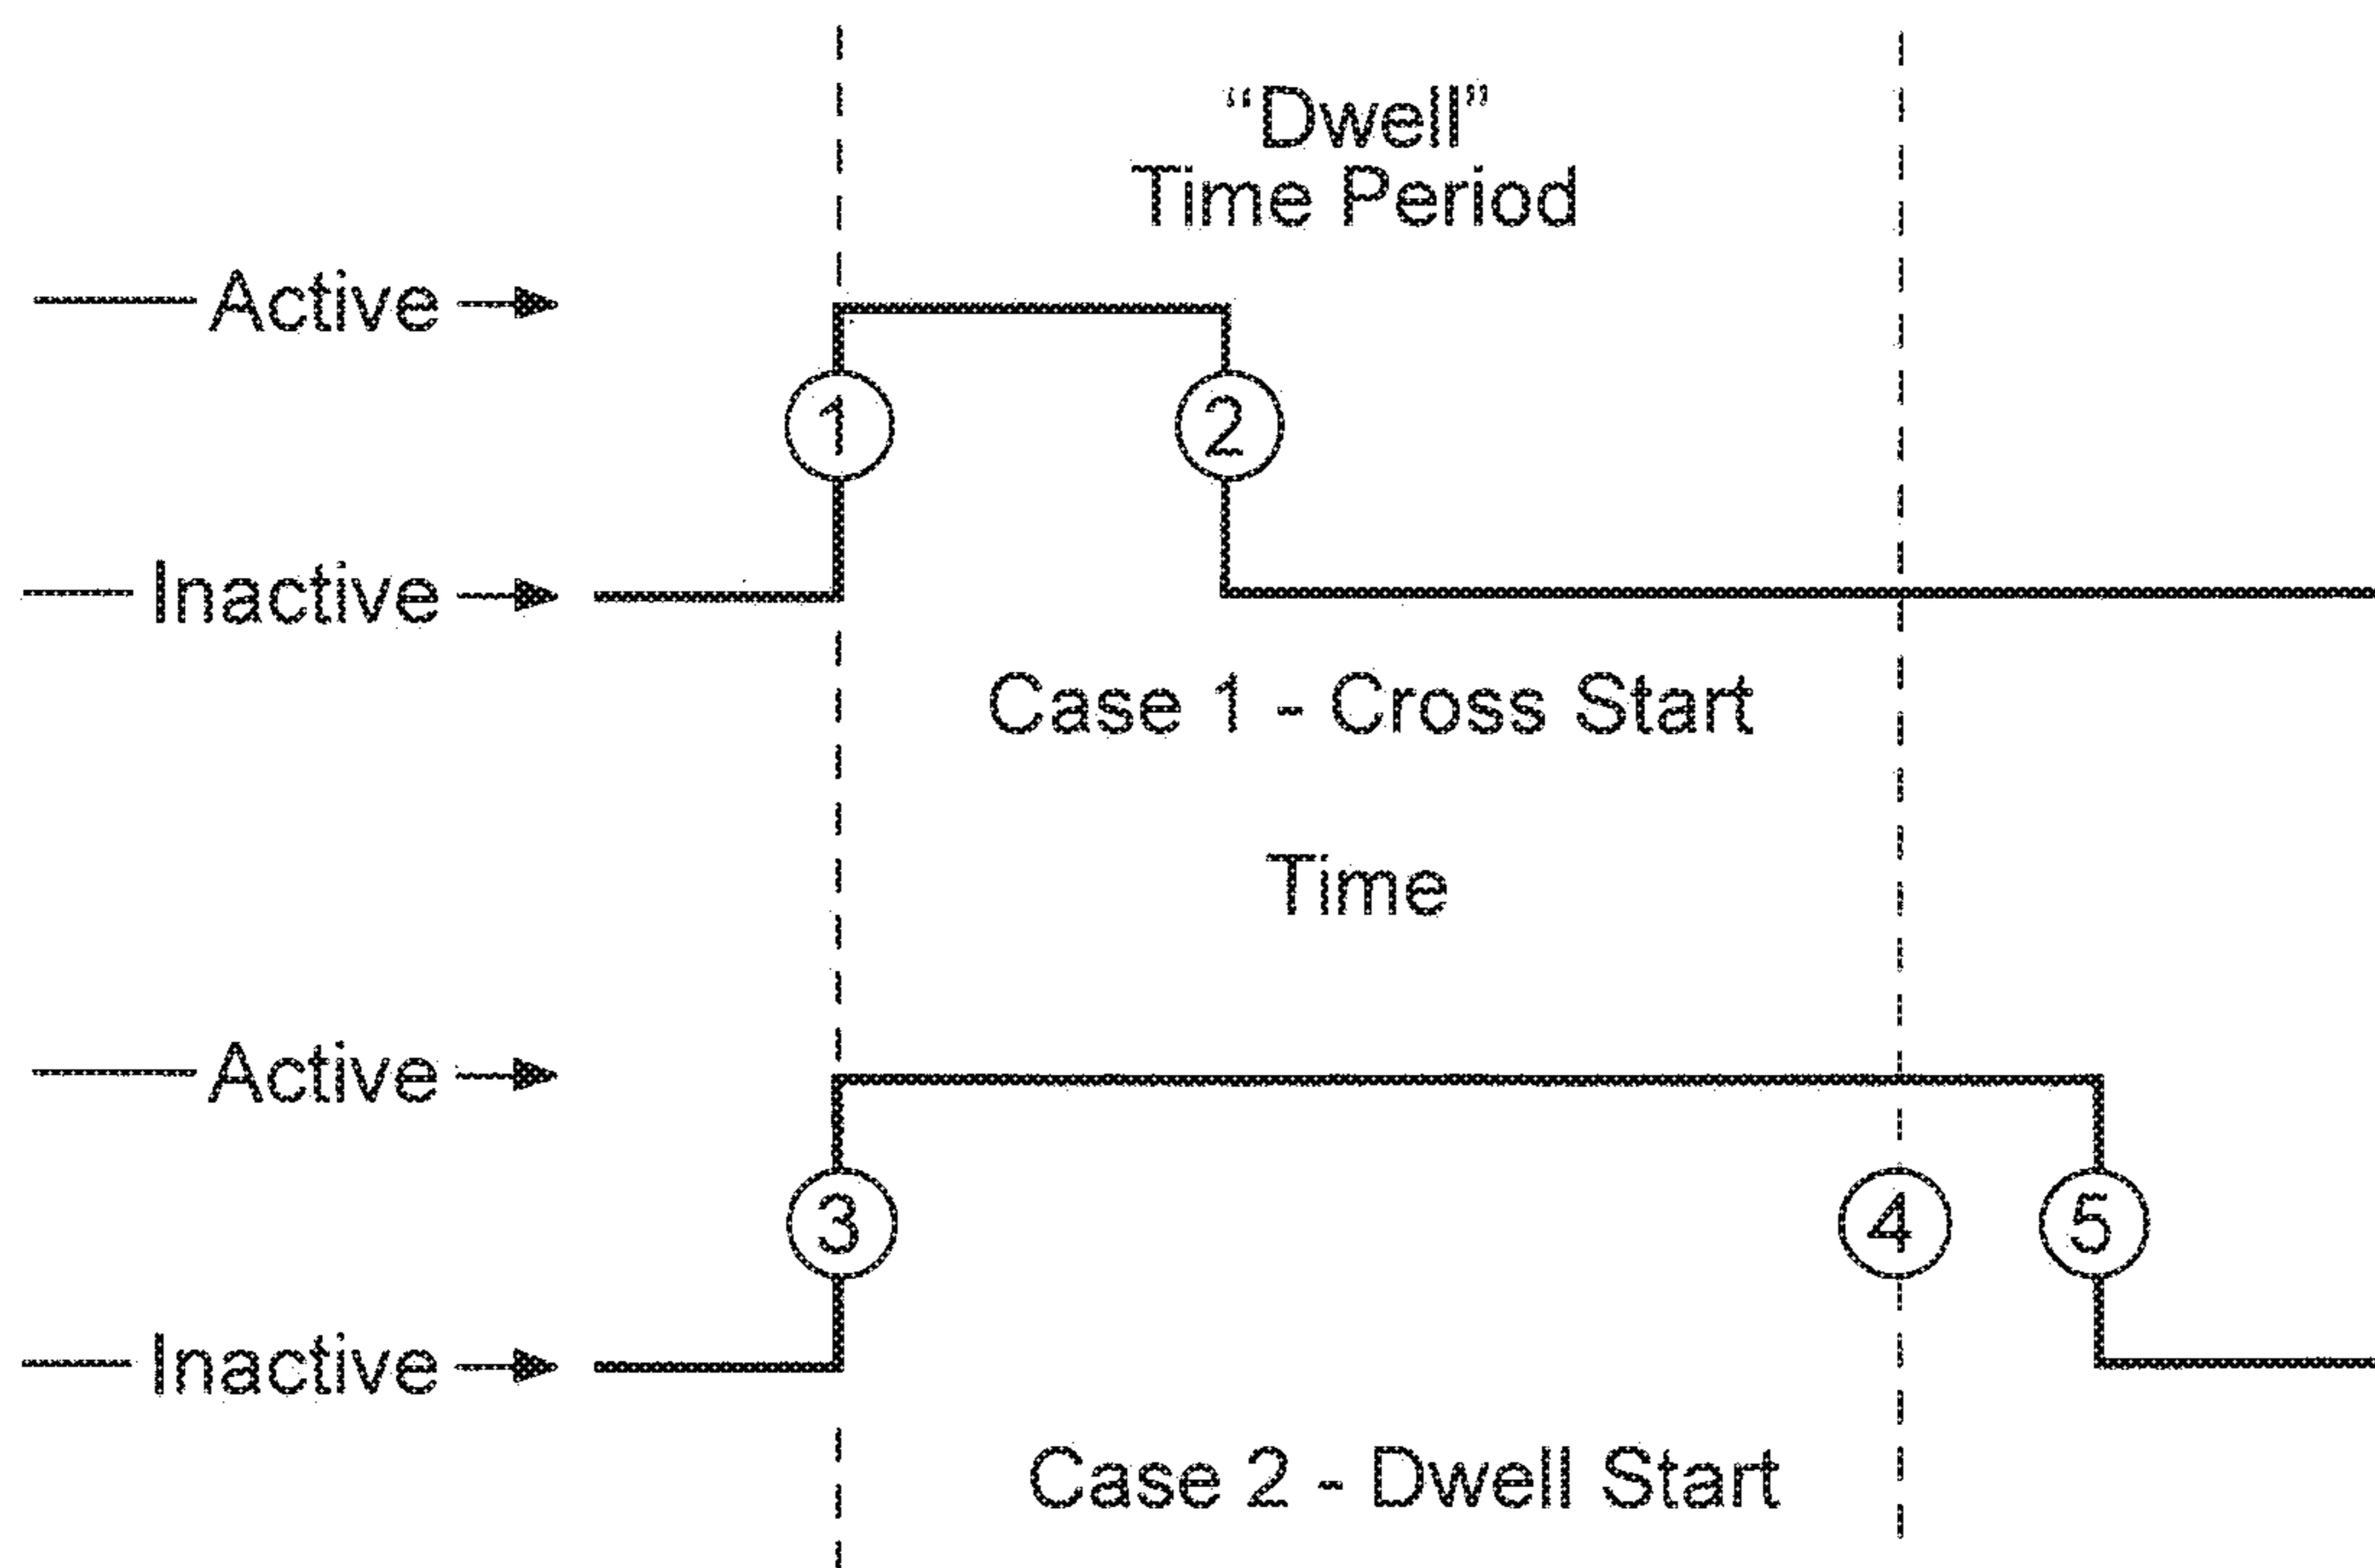 “Dwell”
Time Period
Active
1
2
Inactive
Case 1 - Cross Start
Time
Active
3
4
5
Inactive
Case 2 - Dwell Start